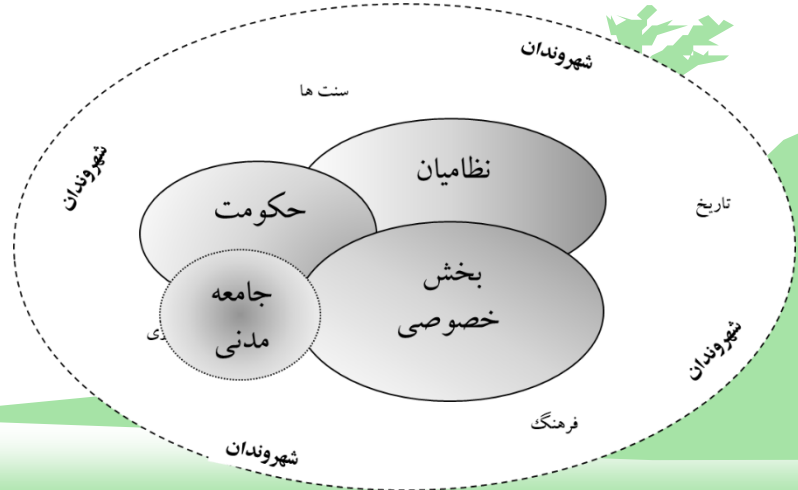 شهروندان
سنت ها
شهروندان
نظامیان
حکومت
تاریخ
بخش
خصوصی
جامعه
مدنی
شهروندان
فرهنگ
شهروندان